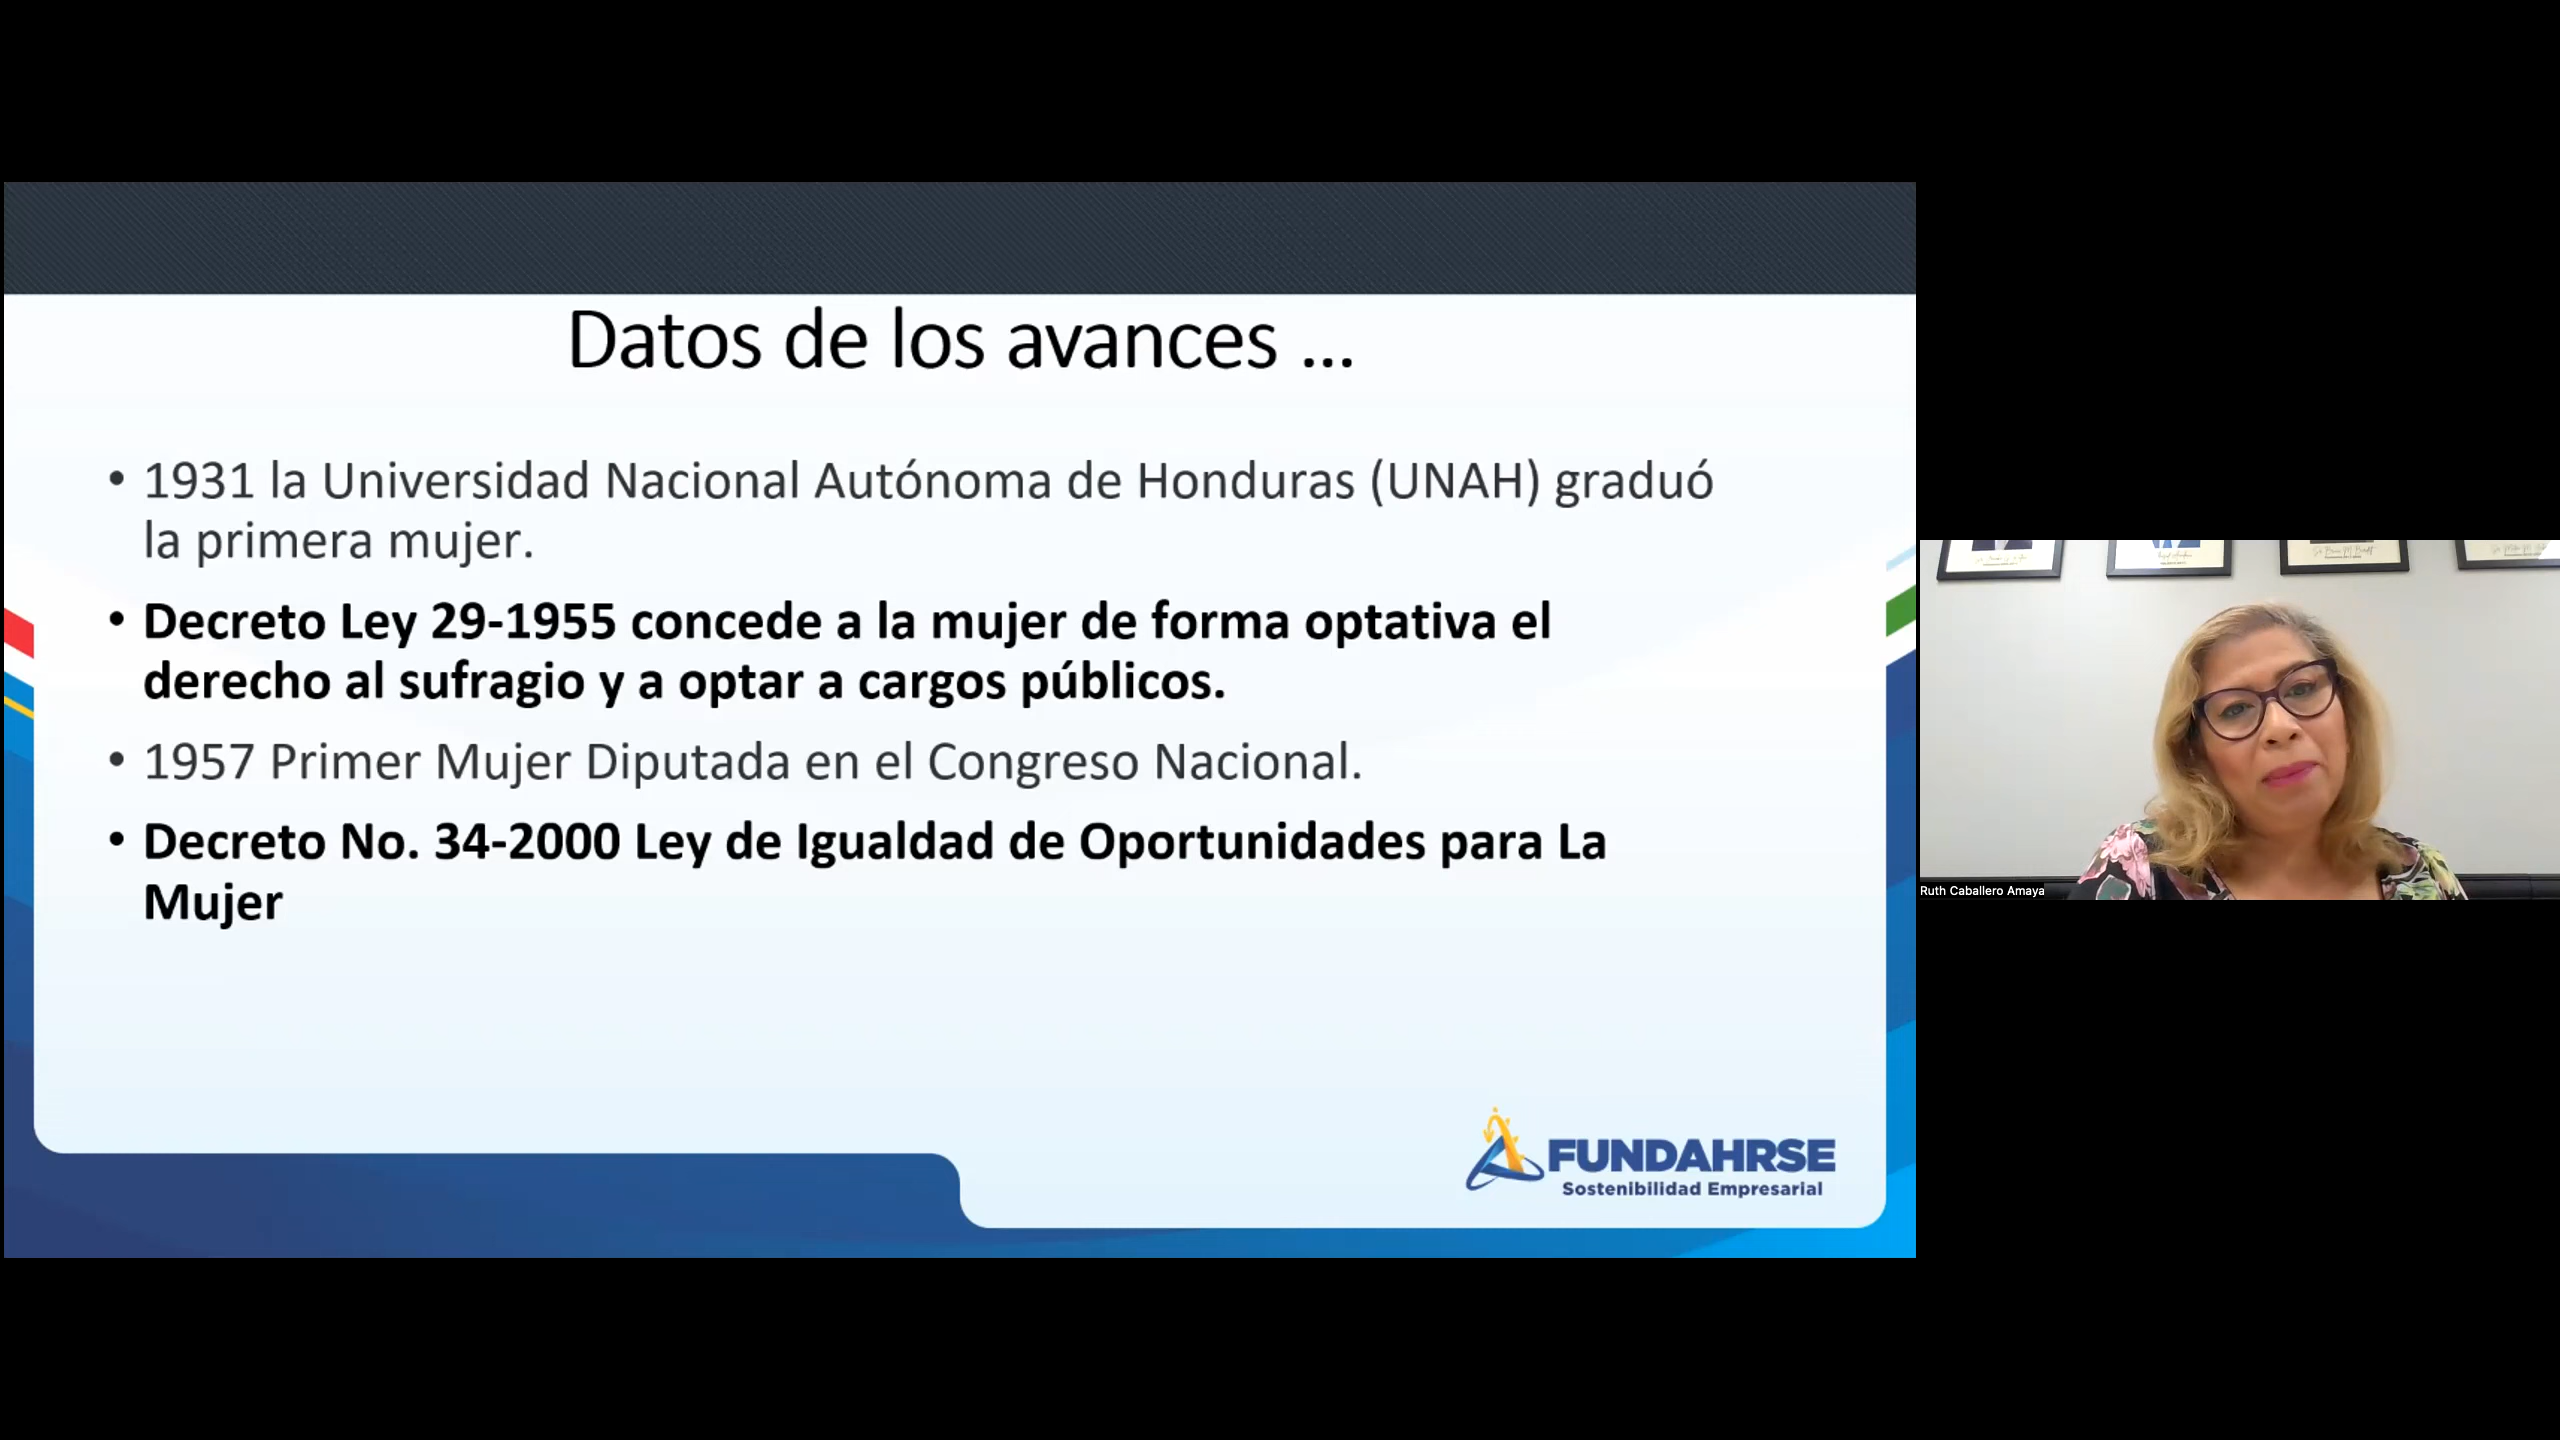 Datos de los avances ...
• 1931 la Universidad Nacional Autónoma de Honduras (UNAH) graduó
la primera mujer.
• Decreto Ley 29-1955 concede a la mujer de forma optativa el
derecho al sufragio y a optar a cargos públicos.
• 1957 Primer Mujer Diputada en el Congreso Nacional.
• Decreto No. 34-2000 Ley de Igualdad de Oportunidades para La
Mujer
FUNDAHRSE
Sostenibilidad Empresarial
Ruth Caballero Amaya